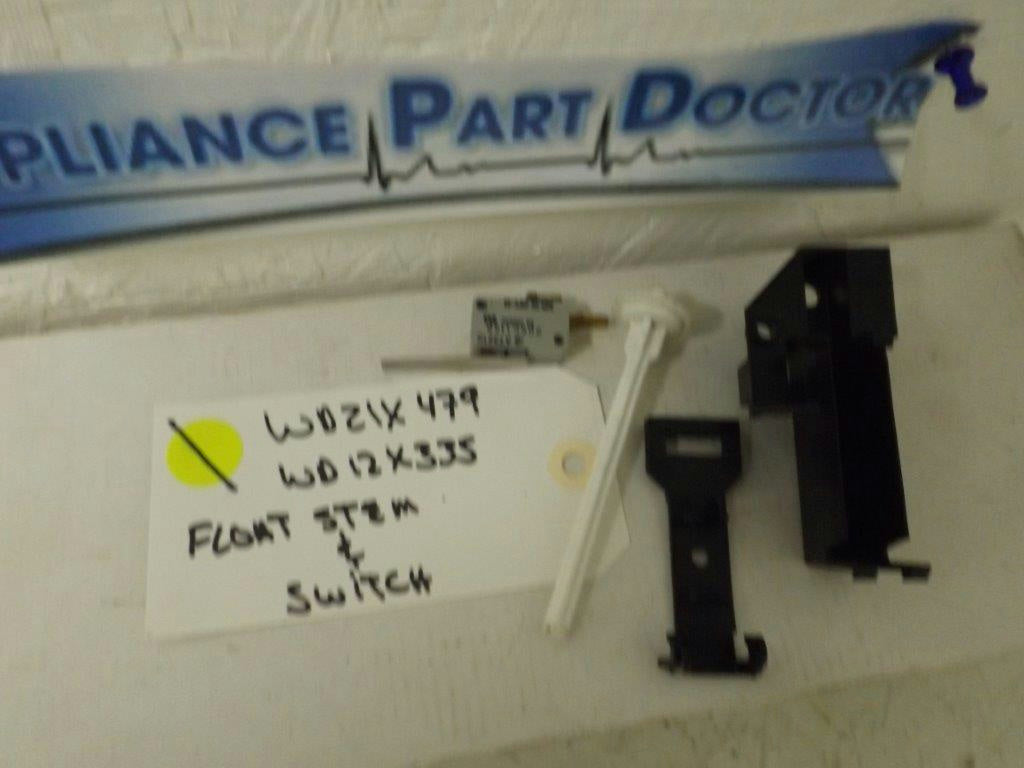 PLIANCE PART DOCTOR
WD21X479
WD12X335
FLOAT STEM
&
SWITCH